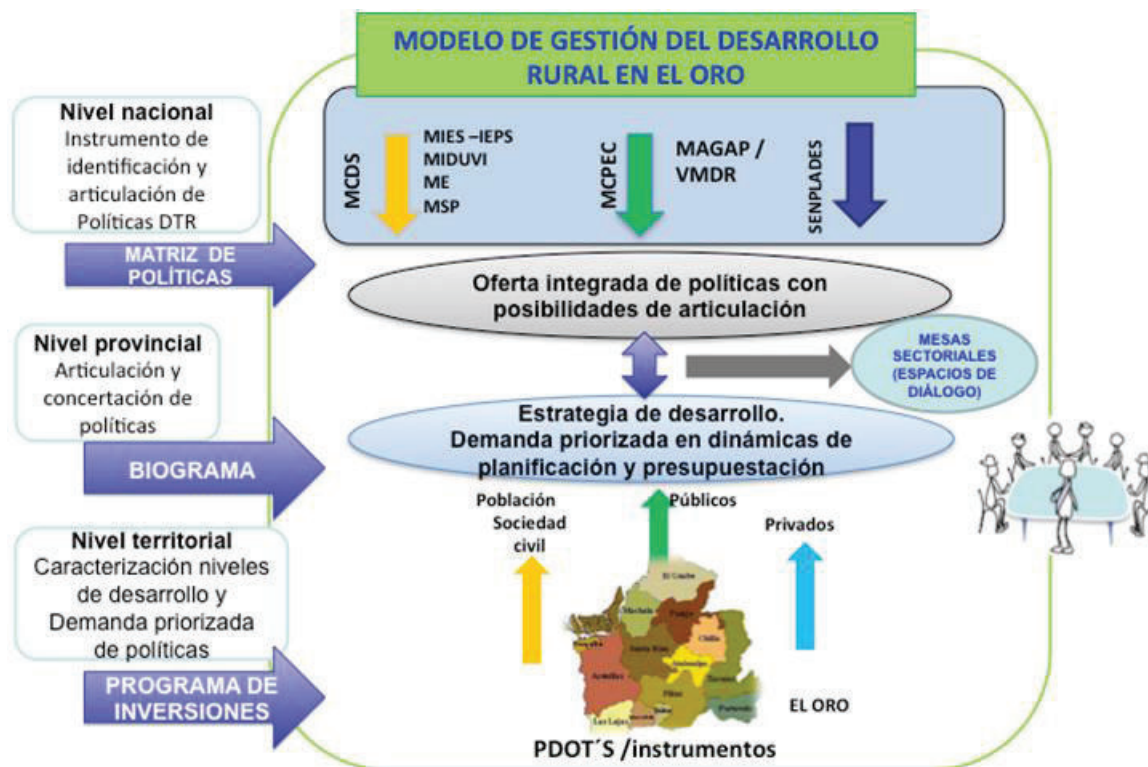 MODELO DE GESTIÓN DEL DESARROLLO
RURAL EN EL ORO
Nivel nacional
Instrumento de
identificación y
articulación de
Políticas DTR
MATRIZ DE
POLÍTICAS
MCDS
MIES –IEPS
MIDUVI
ME
MSP
MCPEC
MAGAP /
VMDR
SENPLADES
Oferta integrada de políticas con
posibilidades de articulación
Nivel provincial
Articulación y
concertación de
políticas
BIOGRAMA
MESAS
SECTORIALES
(ESPACIOS DE
DIÁLOGO)
Estrategia de desarrollo.
Demanda priorizada en dinámicas de
planificación y presupuestación
Nivel territorial
Caracterización niveles
de desarrollo y
Demanda priorizada
de políticas
PROGRAMA DE
INVERSIONES
Población
Sociedad
civil
Públicos
Privados
El Guabo
Machala
Pasaje
Chilla
Santa Rosa
Atahualpa
Arenillas
Zaruma
Piñas
Portovelo
Las Lajas
EL ORO
PDOT´S /instrumentos